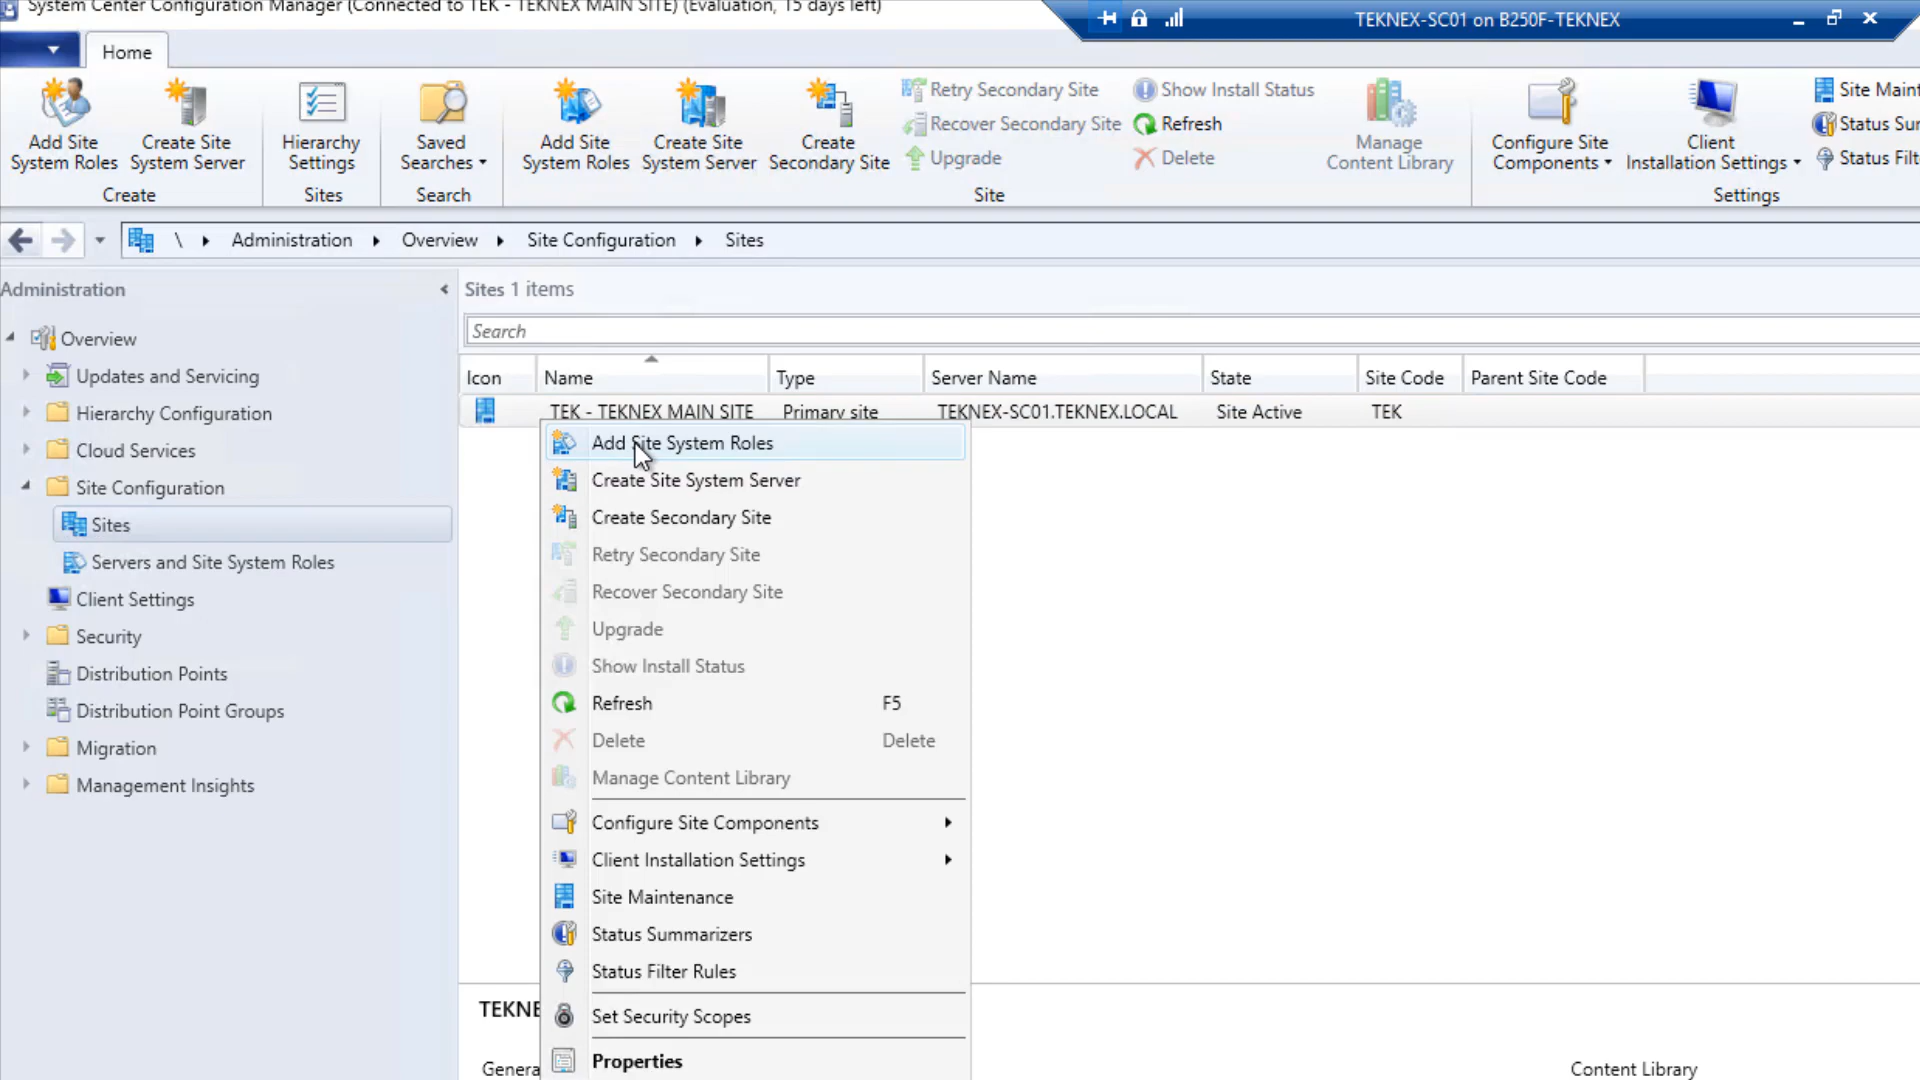 System Center Configuration Manager (Connected to TEK - TEKNEX MAIN SITE) (Evaluation, 15 days left)
TEKNEX-SC01 on B250F-TEKNEX
Home
Add Site
System Roles
Create Site
System Server
Create
Hierarchy
Settings
Sites
Saved
Searches
Search
Add Site
System Roles
Create Site
System Server
Create
Secondary Site
Retry Secondary Site
Recover Secondary Site
Upgrade
Show Install Status
Refresh
Delete
Manage
Content Library
Site
Configure Site
Components
Client
Installation Settings
Site Maint
Status Sum
Status Filt
Settings
\ Administration Overview Site Configuration Sites
Administration
Overview
Updates and Servicing
Hierarchy Configuration
Cloud Services
Site Configuration
Sites
Servers and Site System Roles
Client Settings
Security
Distribution Points
Distribution Point Groups
Migration
Management Insights
Sites 1 items
Search
Icon Name Type Server Name State Site Code Parent Site Code
TEK - TEKNEX MAIN SITE Primary site TEKNEX-SC01.TEKNEX.LOCAL Site Active TEK
Add Site System Roles
Create Site System Server
Create Secondary Site
Retry Secondary Site
Recover Secondary Site
Upgrade
Show Install Status
Refresh F5
Delete Delete
Manage Content Library
Configure Site Components
Client Installation Settings
Site Maintenance
Status Summarizers
Status Filter Rules
Set Security Scopes
Properties
TEKNE
Genera
Content Library